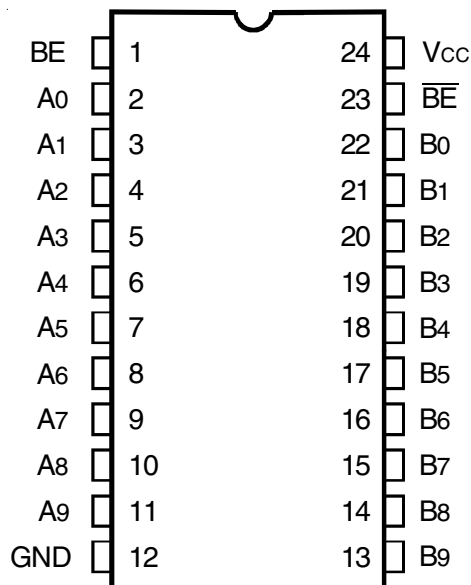 BE 1 24 VCC
A0 2 23 B̅E̅
A1 3 22 B0
A2 4 21 B1
A3 5 20 B2
A4 6 19 B3
A5 7 18 B4
A6 8 17 B5
A7 9 16 B6
A8 10 15 B7
A9 11 14 B8
GND 12 13 B9